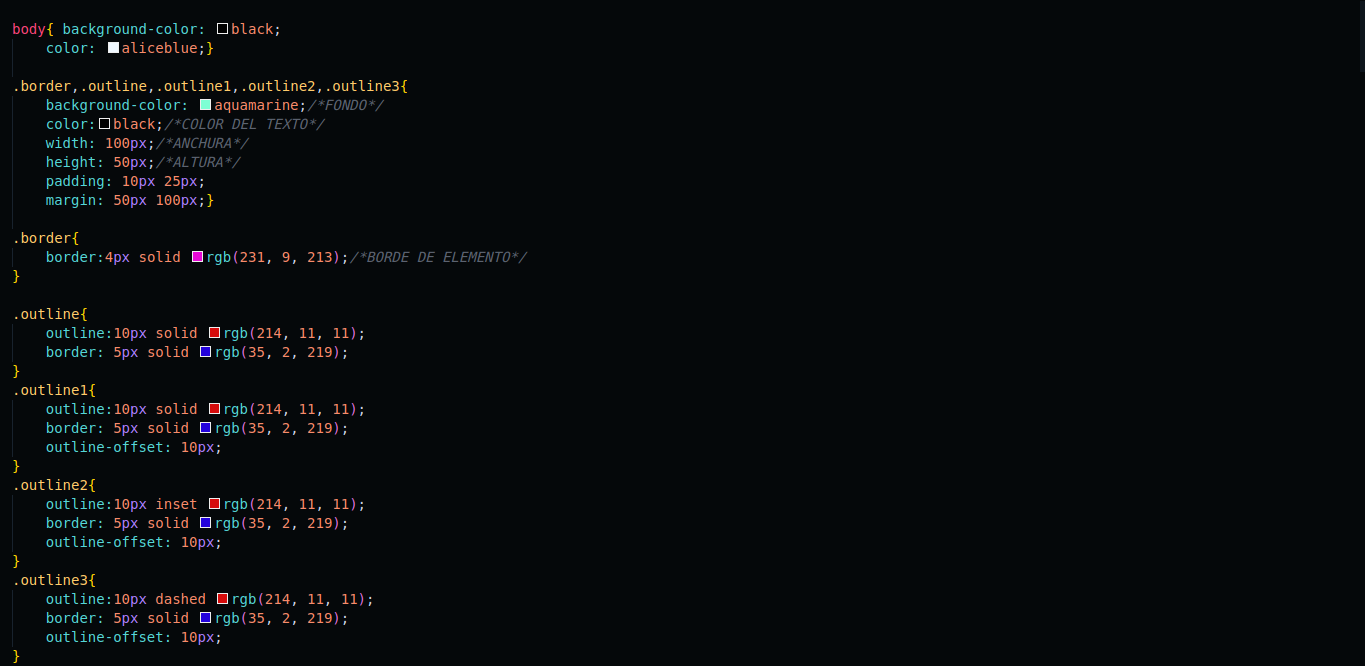 body{ background-color: black;
    color: aliceblue;}

.border,.outline,.outline1,.outline2,.outline3{
    background-color: aquamarine;/*FONDO*/
    color:black;/*COLOR DEL TEXTO*/
    width: 100px;/*ANCHURA*/
    height: 50px;/*ALTURA*/
    padding: 10px 25px;
    margin: 50px 100px;}

.border{
    border:4px solid rgb(231, 9, 213);/*BORDE DE ELEMENTO*/
}

.outline{
    outline:10px solid rgb(214, 11, 11);
    border: 5px solid rgb(35, 2, 219);
}
.outline1{
    outline:10px solid rgb(214, 11, 11);
    border: 5px solid rgb(35, 2, 219);
    outline-offset: 10px;
}
.outline2{
    outline:10px inset rgb(214, 11, 11);
    border: 5px solid rgb(35, 2, 219);
    outline-offset: 10px;
}
.outline3{
    outline:10px dashed rgb(214, 11, 11);
    border: 5px solid rgb(35, 2, 219);
    outline-offset: 10px;
}